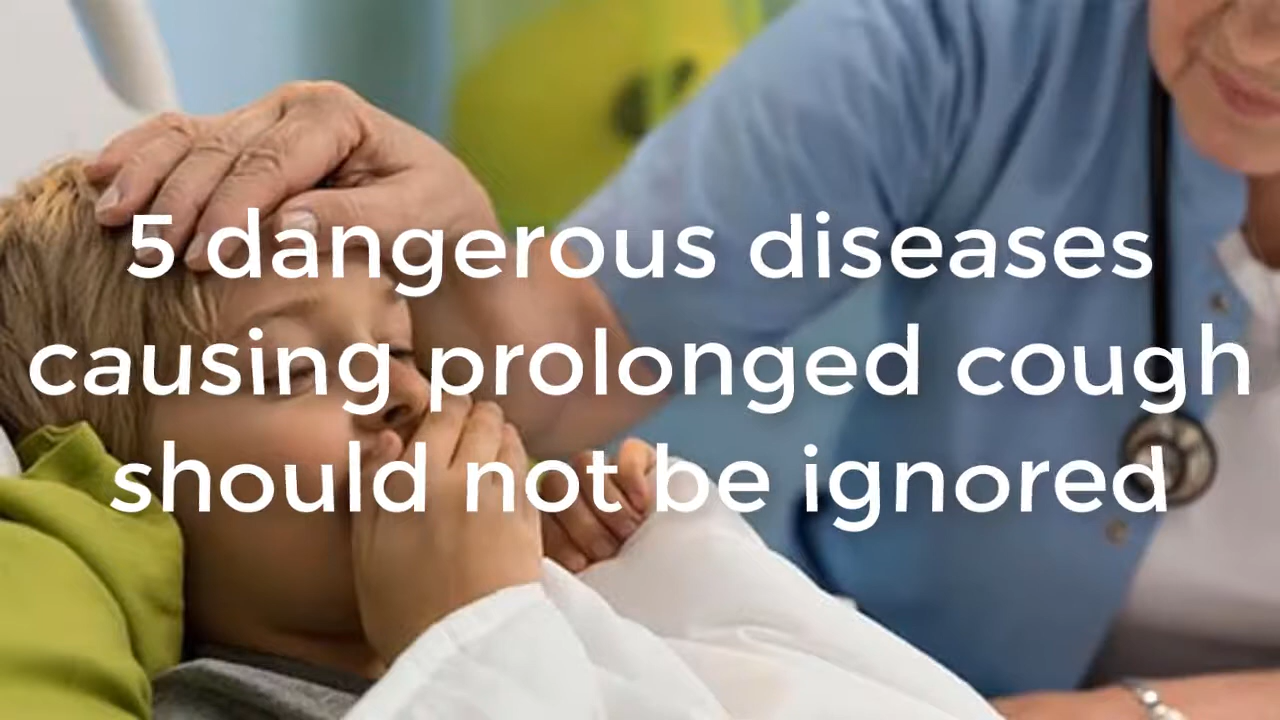 5 dangerous diseases
causing prolonged cough
should not be ignored